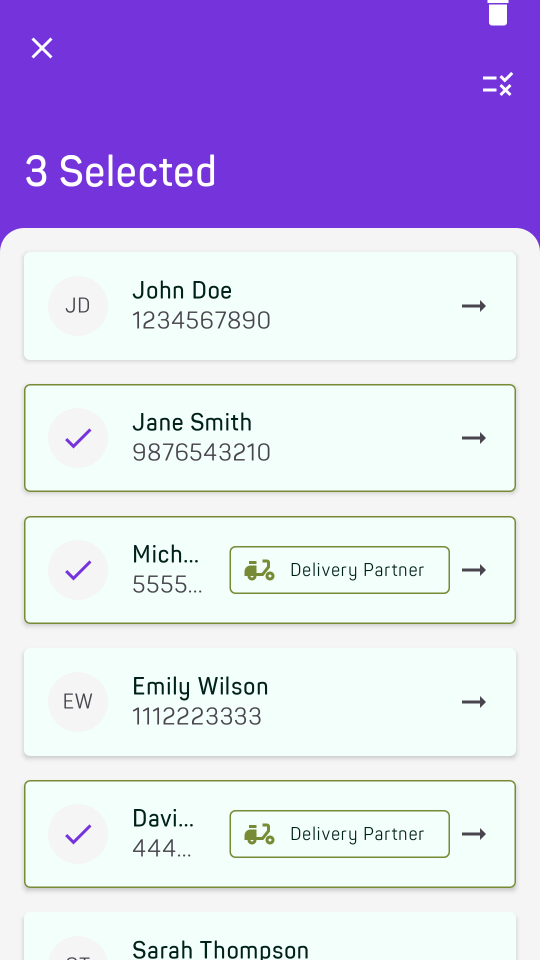 3 Selected
JD
John Doe
1234567890
Jane Smith
9876543210
Mich...
5555...
Delivery Partner
EW
Emily Wilson
1112223333
Davi...
444...
Delivery Partner
Sarah Thompson